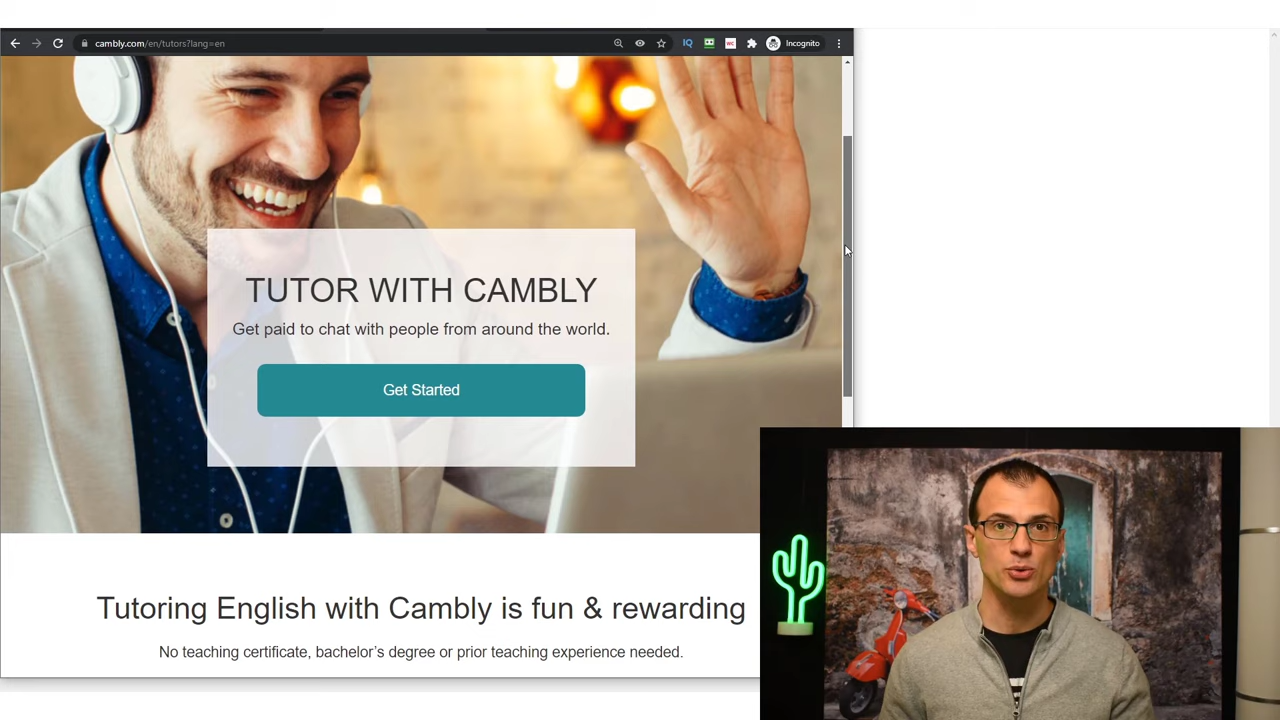 cambly.com/en/tutors?lang=en
IQ
Incognito
TUTOR WITH CAMBLY
Get paid to chat with people from around the world.
Get Started
Tutoring English with Cambly is fun & rewarding
No teaching certificate, bachelor's degree or prior teaching experience needed.